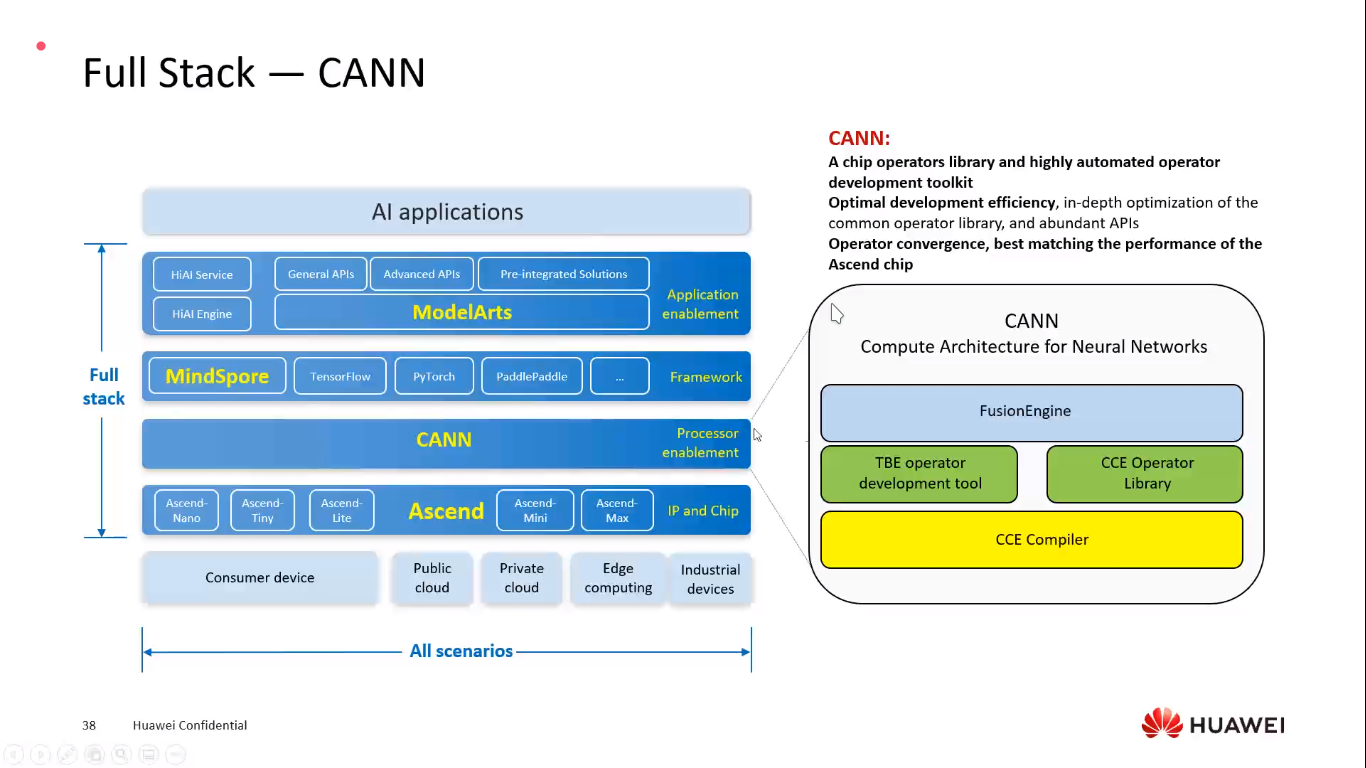 Full Stack — CANN
CANN:
A chip operators library and highly automated operator
development toolkit
Optimal development efficiency, in-depth optimization of the
common operator library, and abundant APIs
Operator convergence, best matching the performance of the
Ascend chip
AI applications
HiAI Service
General APIs
Advanced APIs
Pre-integrated Solutions
HiAI Engine
ModelArts
Application
enablement
Full
stack
MindSpore
TensorFlow
PyTorch
PaddlePaddle
...
Framework
CANN
Processor
enablement
Ascend-
Nano
Ascend-
Tiny
Ascend-
Lite
Ascend
Ascend-
Mini
Ascend-
Max
IP and Chip
Consumer device
Public
cloud
Private
cloud
Edge
computing
Industrial
devices
All scenarios
CANN
Compute Architecture for Neural Networks
FusionEngine
TBE operator
development tool
CCE Operator
Library
CCE Compiler
38
Huawei Confidential
HUAWEI